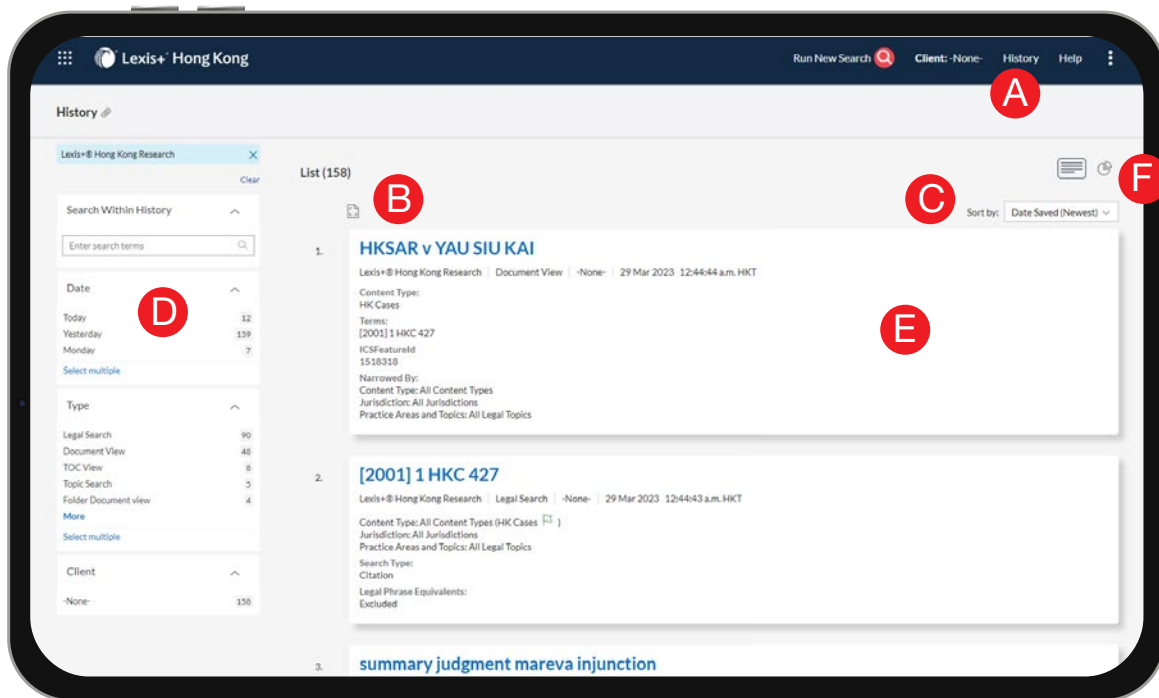 Lexis+® Hong Kong
Run New Search
Client: -None-
History
Help
A
History
Lexis+® Hong Kong Research X
Clear
Search Within History
Enter search terms
Date
D
Today 12
Yesterday 139
Monday 7
Select multiple
Type
Legal Search 90
Document View 48
TOC View 8
Topic Search 5
Folder Document view 4
More
Select multiple
Client
-None- 158
List (158)
B
C
F
Sort by: Date Saved (Newest)
1. HKSAR v YAU SIU KAI
Lexis+® Hong Kong Research | Document View | -None- | 29 Mar 2023 12:44:44 a.m. HKT
Content Type:
HK Cases
Terms:
[2001] 1 HKC 427
ICSFeatureId
1518318
Narrowed By:
Content Type: All Content Types
Jurisdiction: All Jurisdictions
Practice Areas and Topics: All Legal Topics
E
2. [2001] 1 HKC 427
Lexis+® Hong Kong Research | Legal Search | -None- | 29 Mar 2023 12:44:43 a.m. HKT
Content Type: All Content Types (HK Cases )
Jurisdiction: All Jurisdictions
Practice Areas and Topics: All Legal Topics
Search Type:
Citation
Legal Phrase Equivalents:
Excluded
3. summary judgment mareva injunction